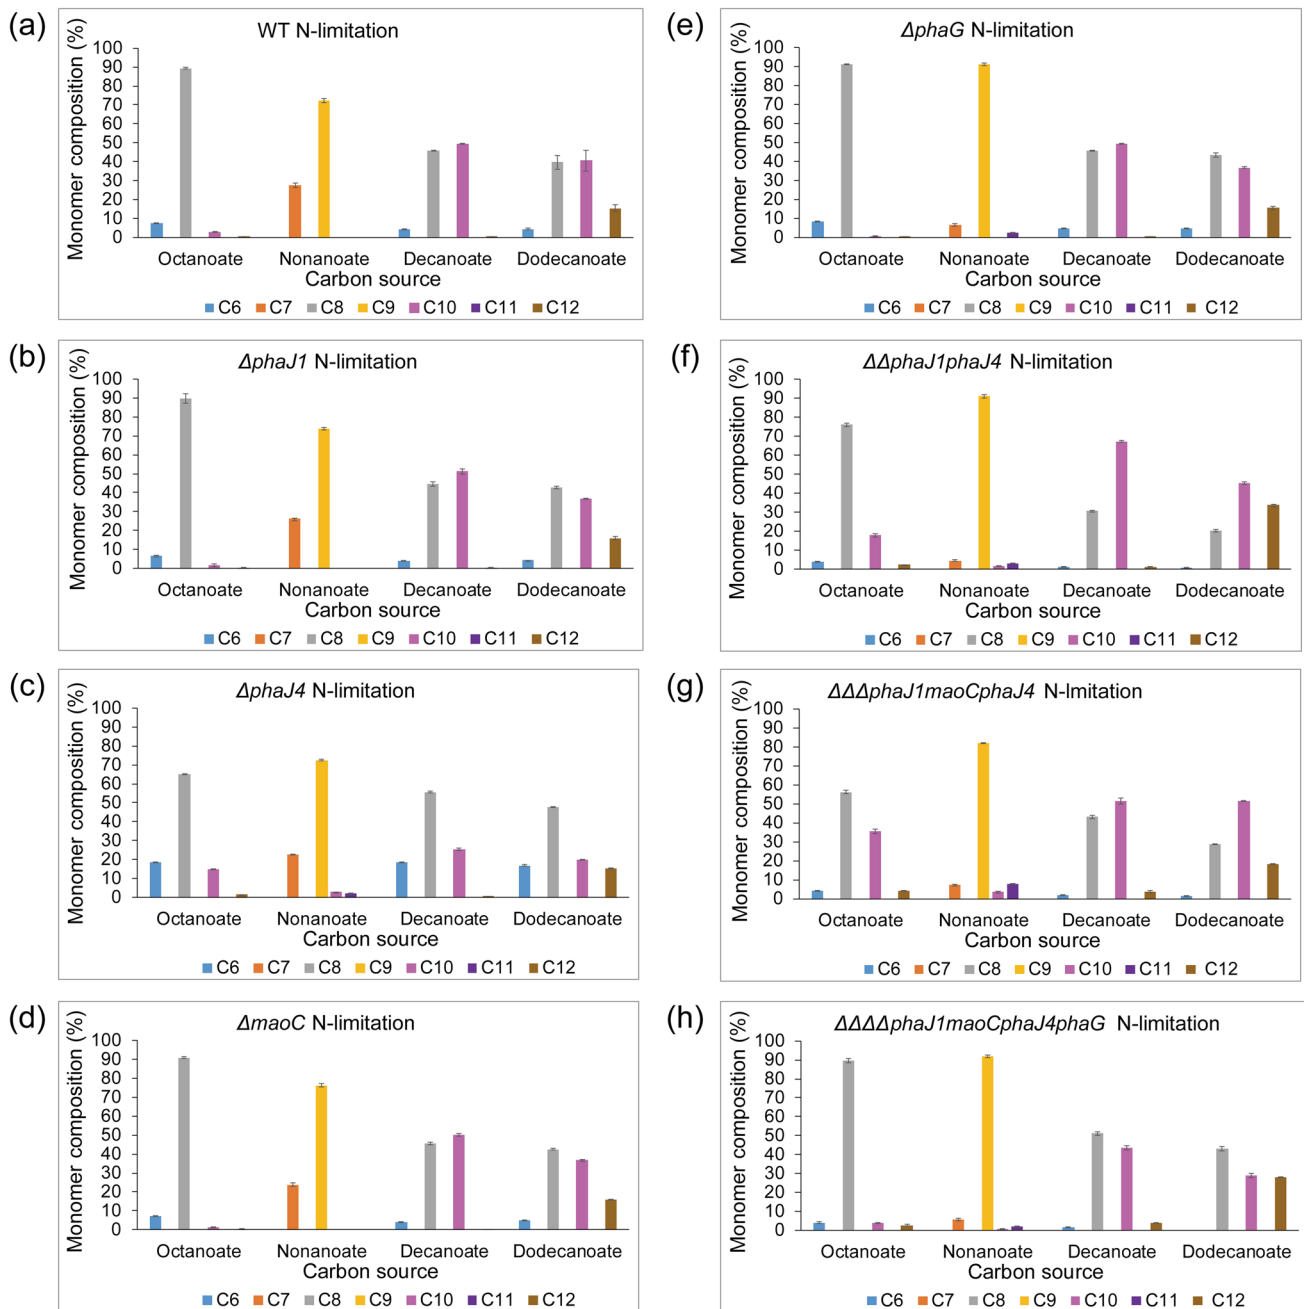 (a)
WT N-limitation
Monomer composition (%)
100
90
80
70
60
50
40
30
20
10
0
Octanoate Nonanoate Decanoate Dodecanoate
Carbon source
C6 C7 C8 C9 C10 C11 C12
(b)
ΔphaJ1 N-limitation
Monomer composition (%)
100
90
80
70
60
50
40
30
20
10
0
Octanoate Nonanoate Decanoate Dodecanoate
Carbon source
C6 C7 C8 C9 C10 C11 C12
(c)
ΔphaJ4 N-limitation
Monomer composition (%)
100
90
80
70
60
50
40
30
20
10
0
Octanoate Nonanoate Decanoate Dodecanoate
Carbon source
C6 C7 C8 C9 C10 C11 C12
(d)
ΔmaoC N-limitation
Monomer composition (%)
100
90
80
70
60
50
40
30
20
10
0
Octanoate Nonanoate Decanoate Dodecanoate
Carbon source
C6 C7 C8 C9 C10 C11 C12
(e)
ΔphaG N-limitation
Monomer composition (%)
100
90
80
70
60
50
40
30
20
10
0
Octanoate Nonanoate Decanoate Dodecanoate
Carbon source
C6 C7 C8 C9 C10 C11 C12
(f)
ΔΔphaJ1phaJ4 N-limitation
Monomer composition (%)
100
90
80
70
60
50
40
30
20
10
0
Octanoate Nonanoate Decanoate Dodecanoate
Carbon source
C6 C7 C8 C9 C10 C11 C12
(g)
ΔΔΔphaJ1maoCphaJ4 N-lmitation
Monomer composition (%)
100
90
80
70
60
50
40
30
20
10
0
Octanoate Nonanoate Decanoate Dodecanoate
Carbon source
C6 C7 C8 C9 C10 C11 C12
(h)
ΔΔΔΔphaJ1maoCphaJ4phaG N-limitation
Monomer composition (%)
100
90
80
70
60
50
40
30
20
10
0
Octanoate Nonanoate Decanoate Dodecanoate
Carbon source
C6 C7 C8 C9 C10 C11 C12